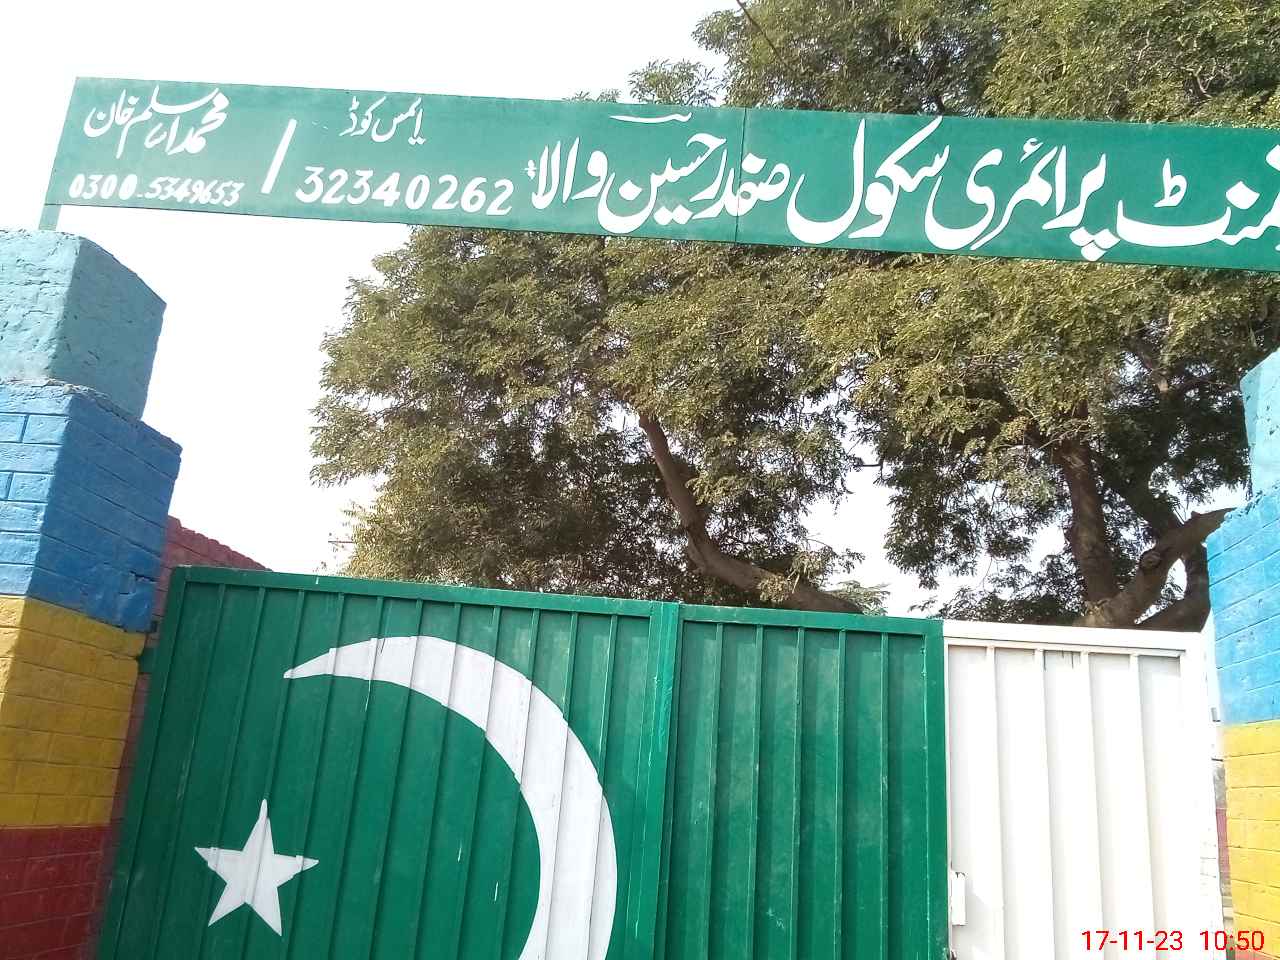 پرائمری سکول صفدر حسین والا
ایمس کوڈ
32340262
محمد اسلم خان
0300-5349653
17-11-23 10:50